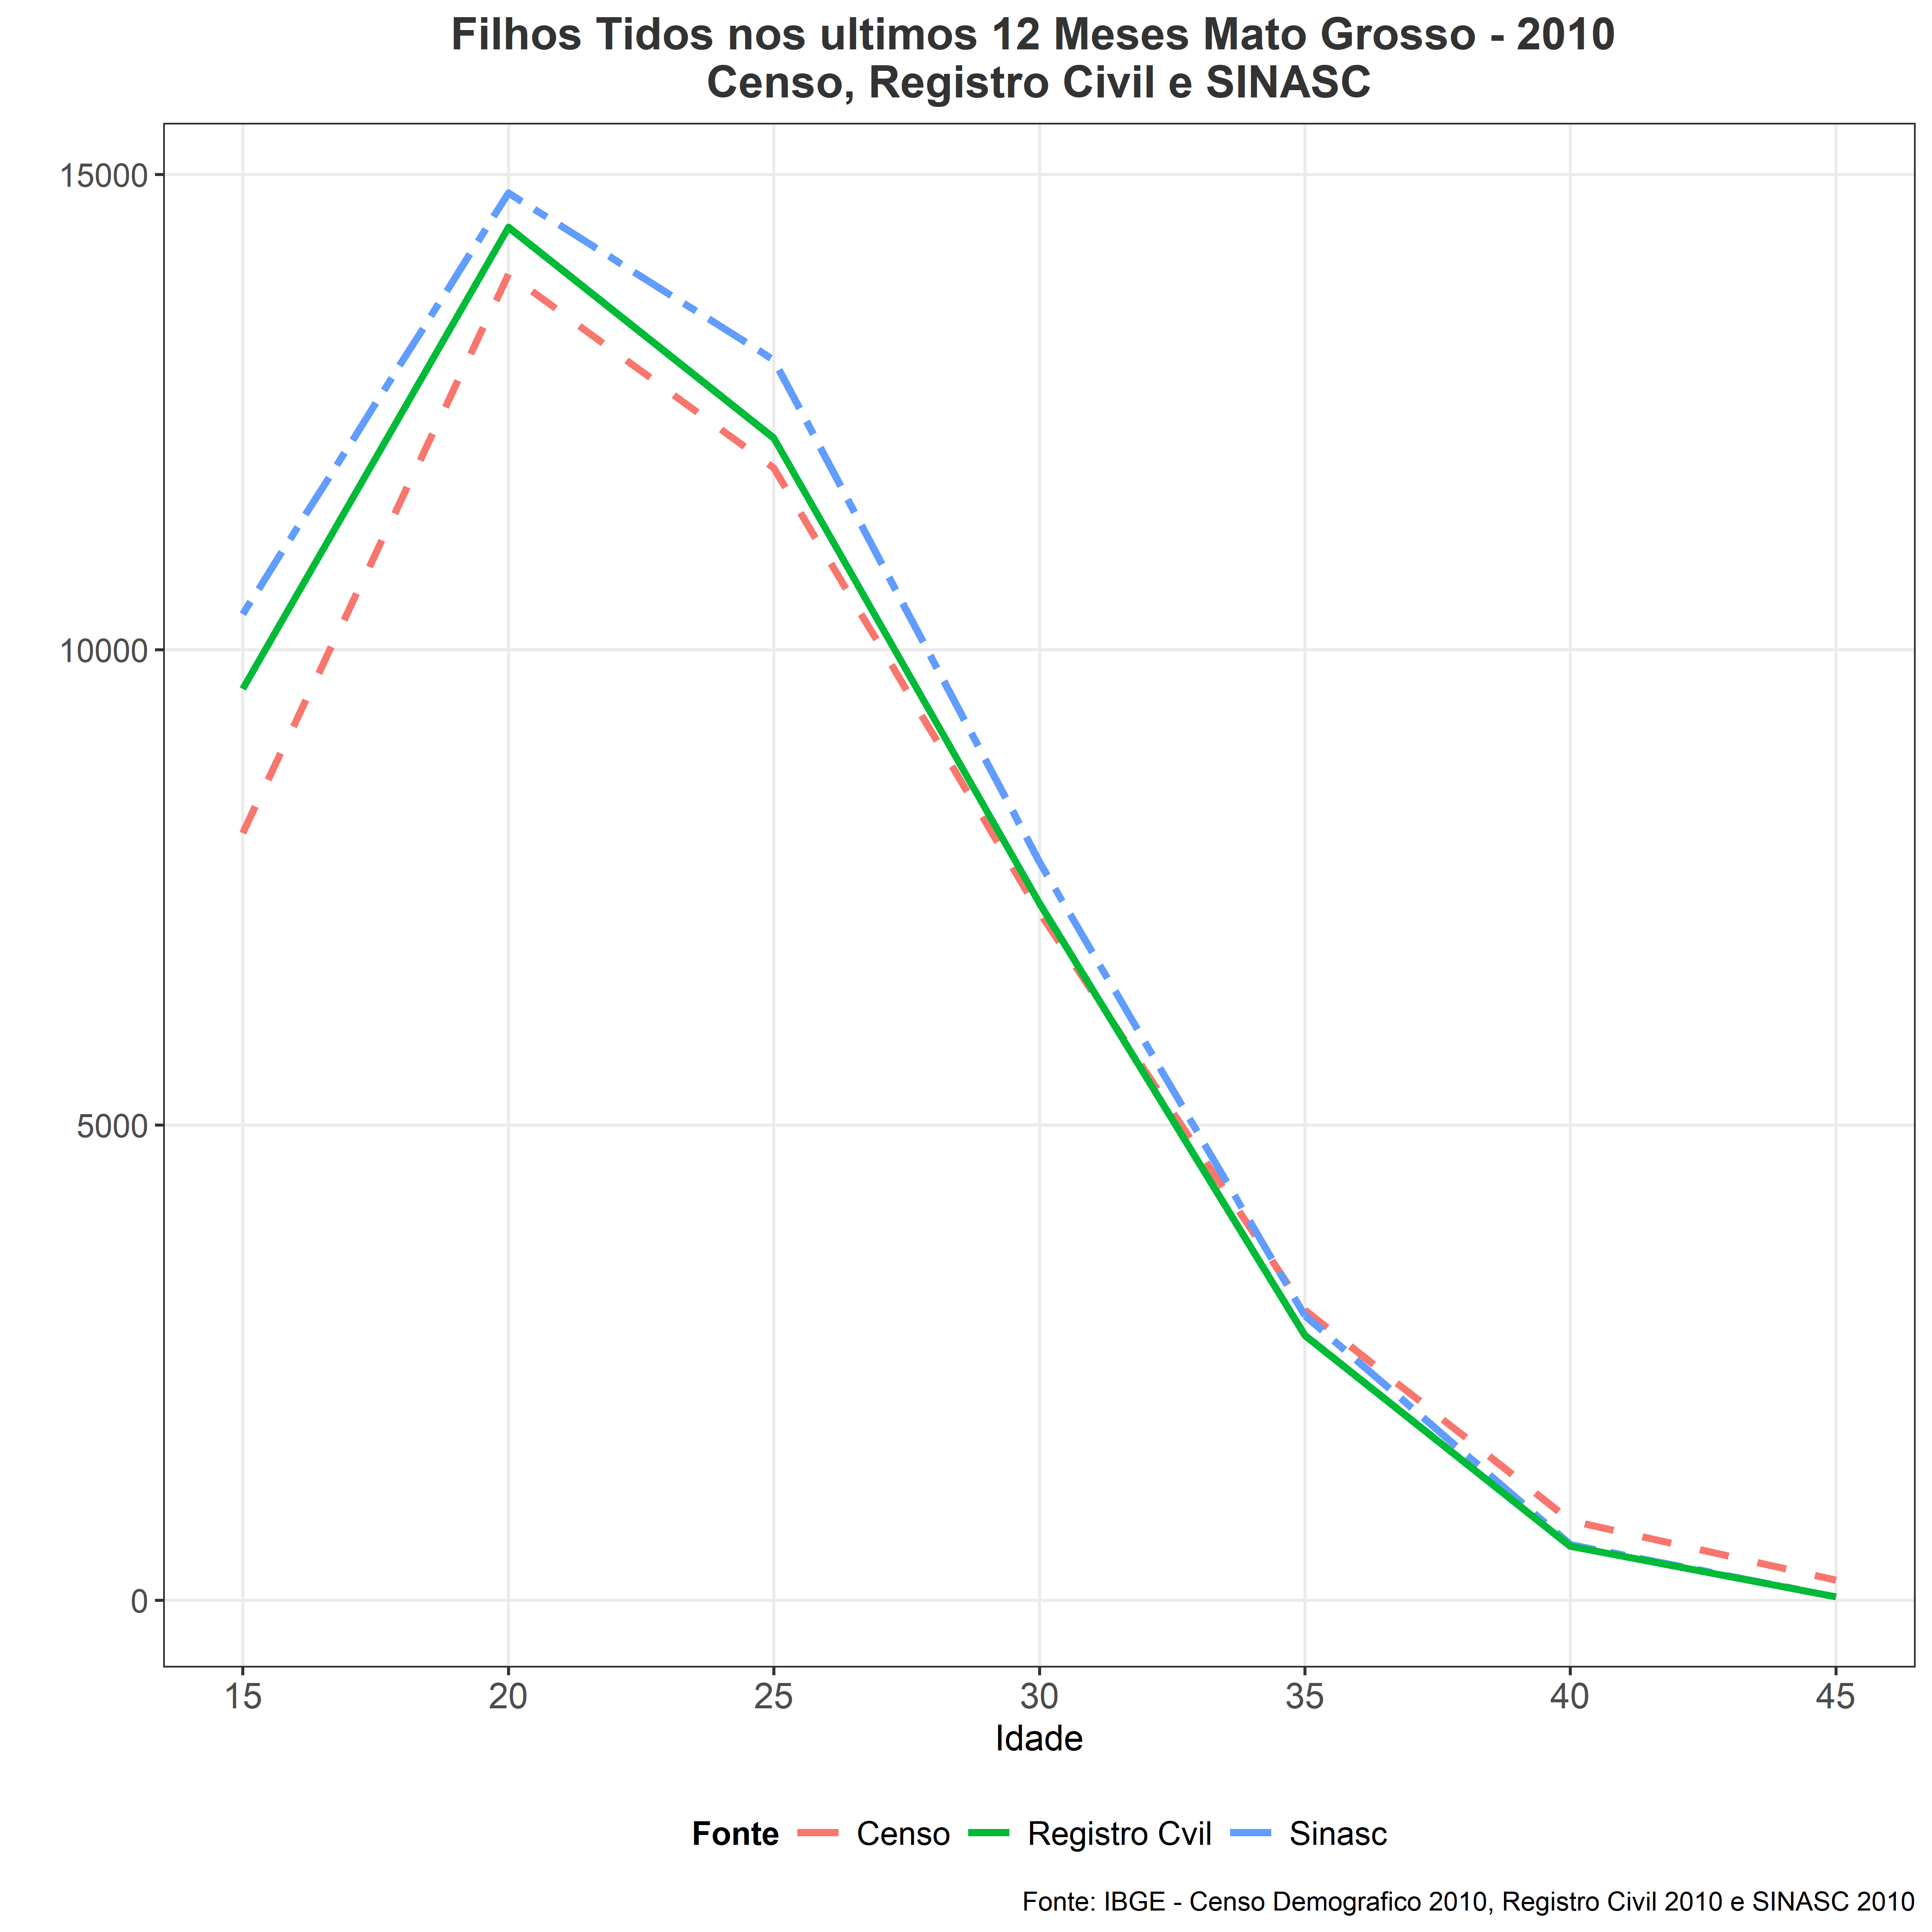 Filhos Tidos nos ultimos 12 Meses Mato Grosso - 2010
Censo, Registro Civil e SINASC
15000
10000
5000
0
15 20 25 30 35 40 45
Idade
Fonte Censo Registro Cvil Sinasc
Fonte: IBGE - Censo Demografico 2010, Registro Civil 2010 e SINASC 2010